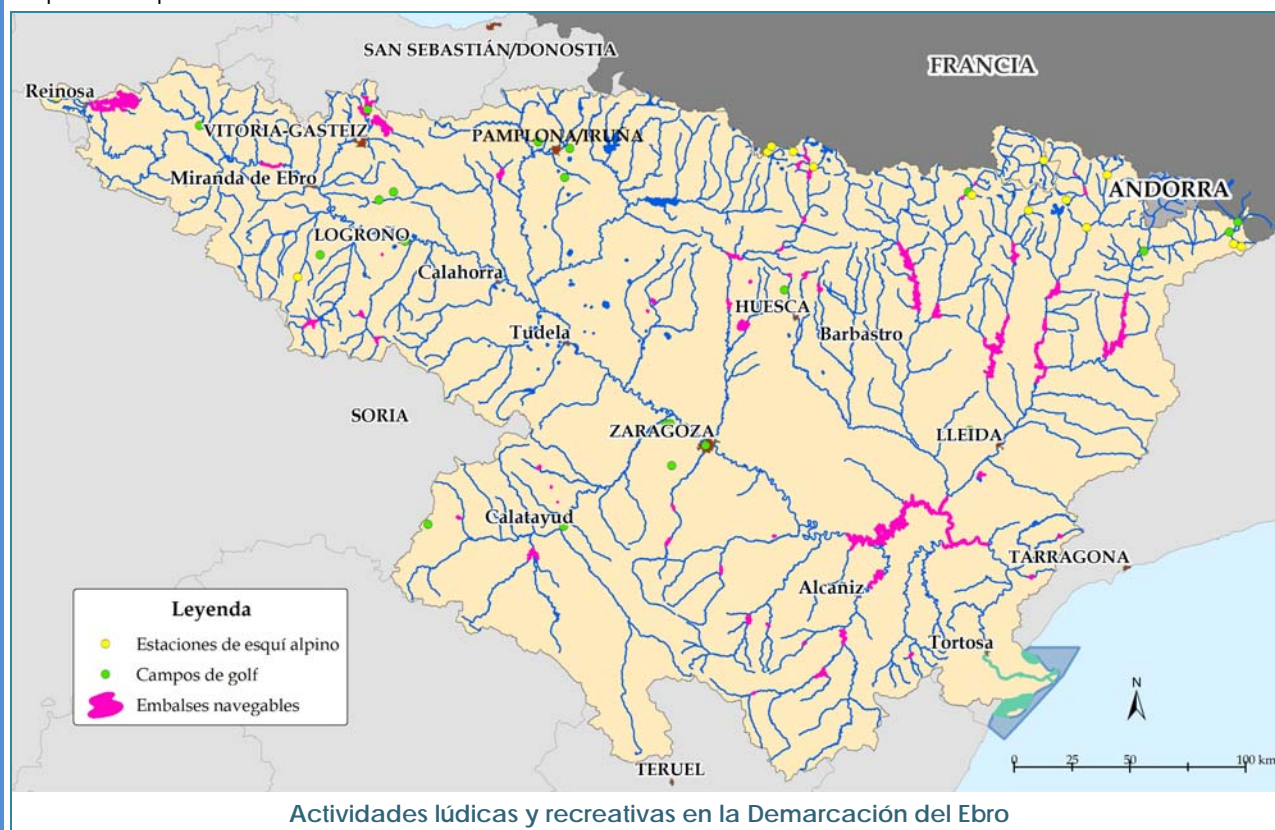 SAN SEBASTIÁN/DONOSTIA
FRANCIA
Reinosa
VITORIA-GASTEIZ
PAMPLONA/IRUÑA
Miranda de Ebro
ANDORRA
LOGROÑO
Calahorra
HUESCA
Tudela
Barbastro
SORIA
ZARAGOZA
LLEIDA
Calatayud
TARRAGONA
Alcañiz
Leyenda
Estaciones de esquí alpino
Campos de golf
Embalses navegables
Tortosa
N
0 25 50 100 km
TERUEL
Actividades lúdicas y recreativas en la Demarcación del Ebro